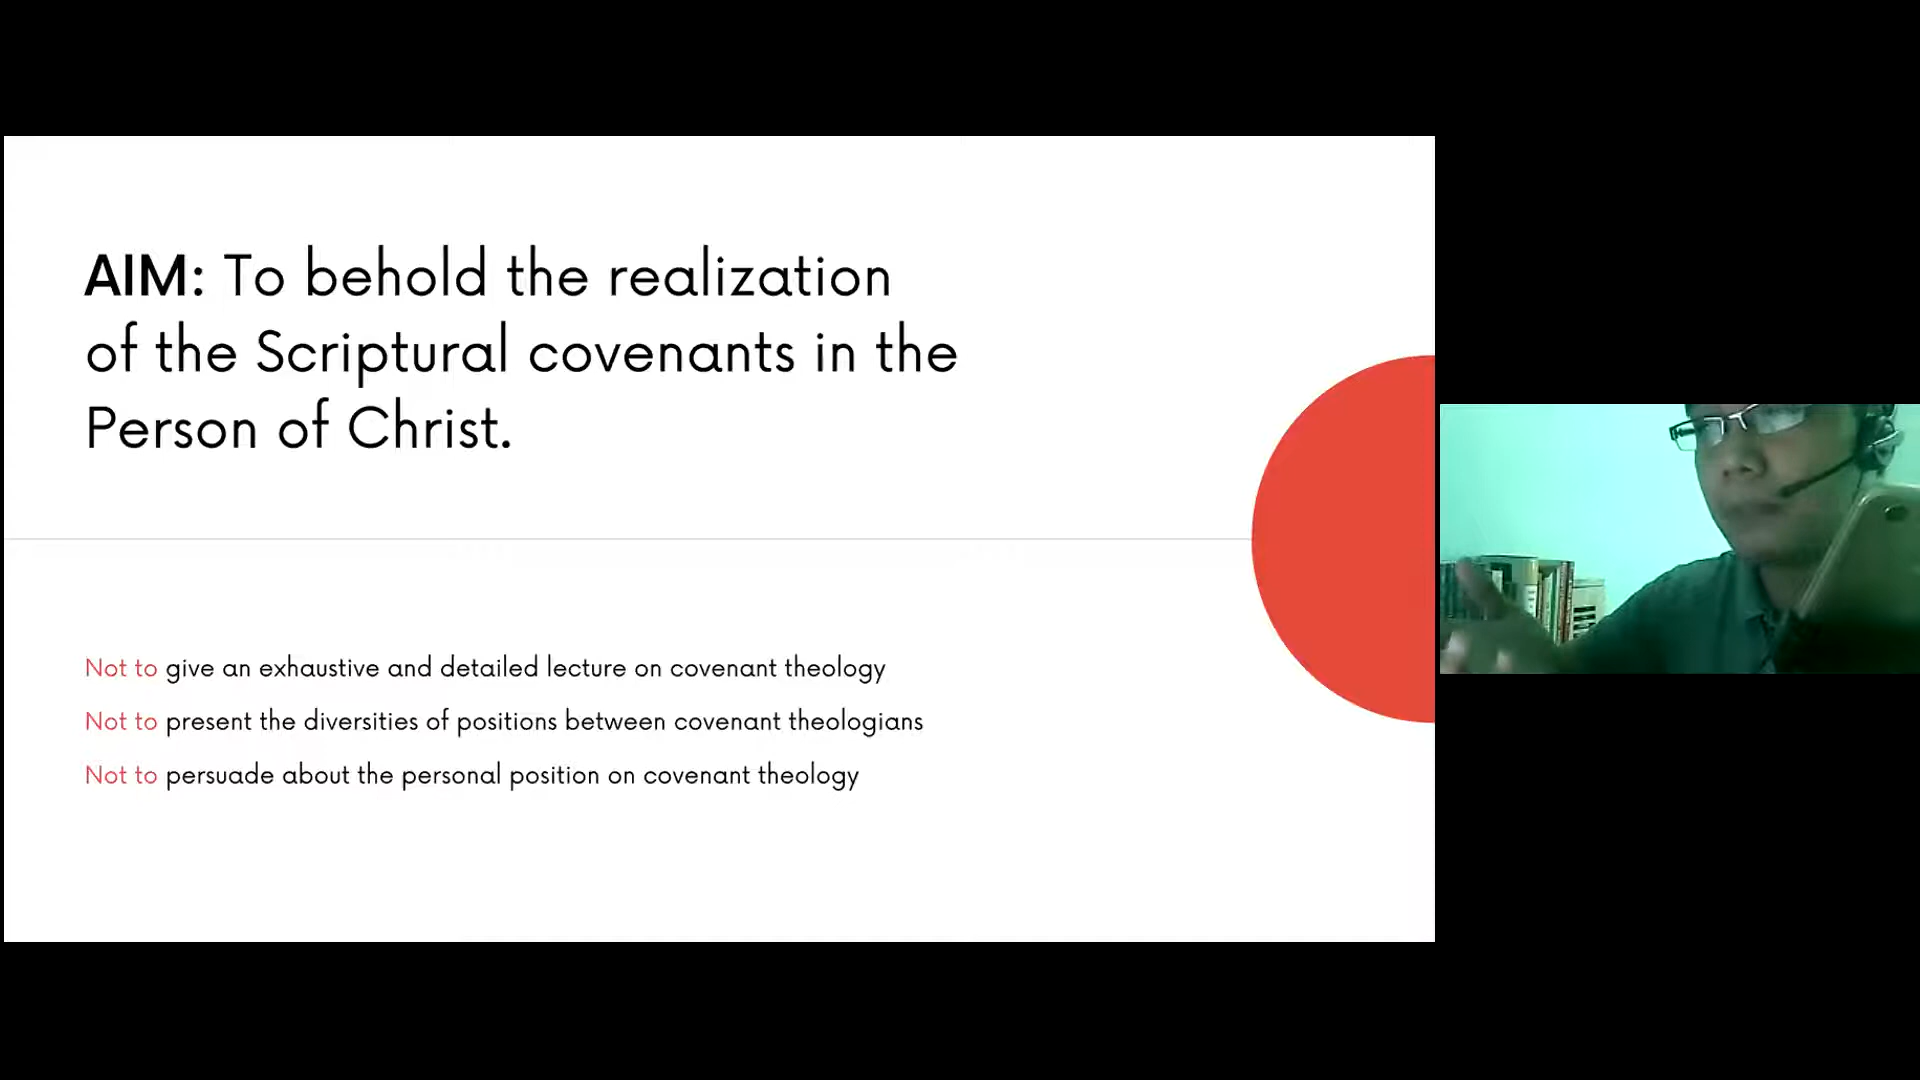 AIM: To behold the realization
of the Scriptural covenants in the
Person of Christ.
Not to give an exhaustive and detailed lecture on covenant theology
Not to present the diversities of positions between covenant theologians
Not to persuade about the personal position on covenant theology